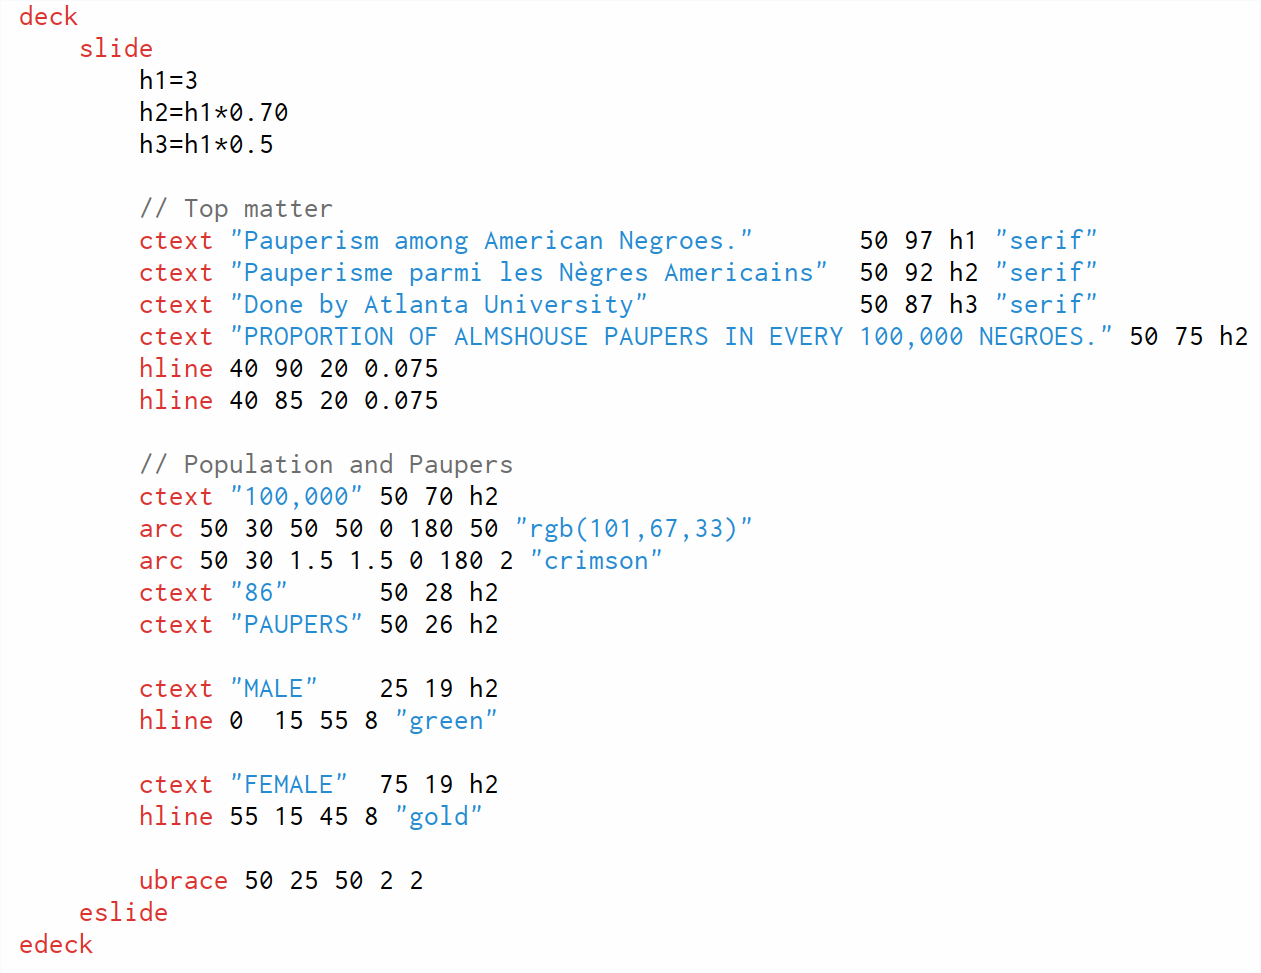 deck
    slide
        h1=3
        h2=h1*0.70
        h3=h1*0.5

        // Top matter
        ctext "Pauperism among American Negroes."       50 97 h1 "serif"
        ctext "Pauperisme parmi les Nègres Americains"  50 92 h2 "serif"
        ctext "Done by Atlanta University"              50 87 h3 "serif"
        ctext "PROPORTION OF ALMSHOUSE PAUPERS IN EVERY 100,000 NEGROES." 50 75 h2
        hline 40 90 20 0.075
        hline 40 85 20 0.075

        // Population and Paupers
        ctext "100,000" 50 70 h2
        arc 50 30 50 50 0 180 50 "rgb(101,67,33)"
        arc 50 30 1.5 1.5 0 180 2 "crimson"
        ctext "86"      50 28 h2
        ctext "PAUPERS" 50 26 h2

        ctext "MALE"    25 19 h2
        hline 0  15 55 8 "green"

        ctext "FEMALE"  75 19 h2
        hline 55 15 45 8 "gold"

        ubrace 50 25 50 2 2
    eslide
edeck